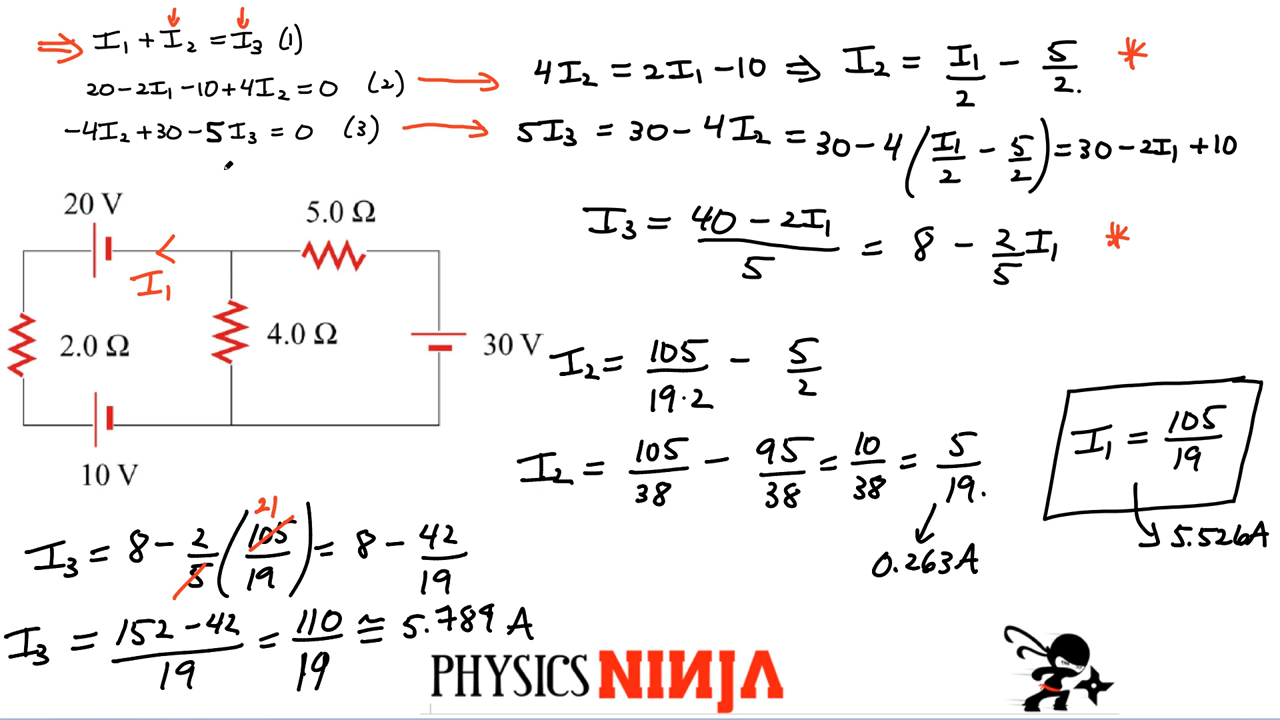 ⇒ I₁ + I₂ = I₃ (1)
20 − 2I₁ − 10 + 4I₂ = 0 (2) → 4I₂ = 2I₁ − 10 ⇒ I₂ = I₁/2 − 5/2. *
−4I₂ + 30 − 5I₃ = 0 (3) → 5I₃ = 30 − 4I₂ = 30 − 4(I₁/2 − 5/2) = 30 − 2I₁ + 10
I₃ = (40 − 2I₁)/5 = 8 − 2/5 I₁ *
20 V
5.0 Ω
I₁
2.0 Ω
4.0 Ω
30 V
10 V
I₂ = 105/(19·2) − 5/2
I₂ = 105/38 − 95/38 = 10/38 = 5/19.
0.263A
I₁ = 105/19
5.526A
21
I₃ = 8 − 2/5 (105/19) = 8 − 42/19
I₃ = (152 − 42)/19 = 110/19 ≅ 5.789 A
PHYSICS NINJA